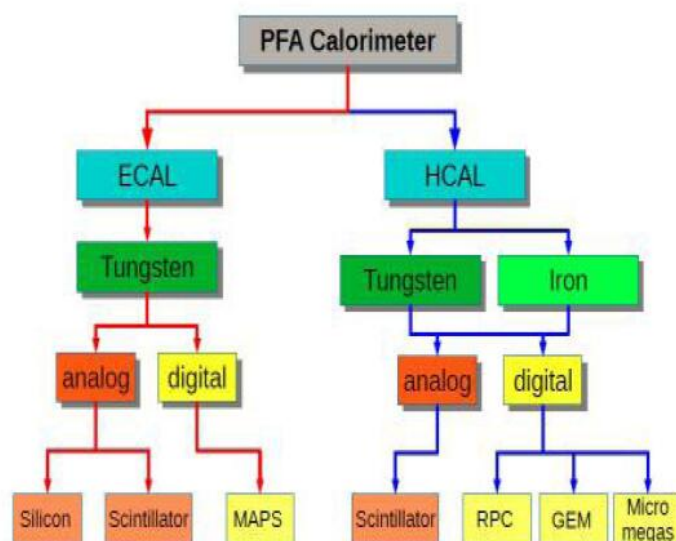 PFA Calorimeter
ECAL
HCAL
Tungsten
Tungsten
Iron
analog
digital
analog
digital
Silicon
Scintillator
MAPS
Scintillator
RPC
GEM
Micro
megas